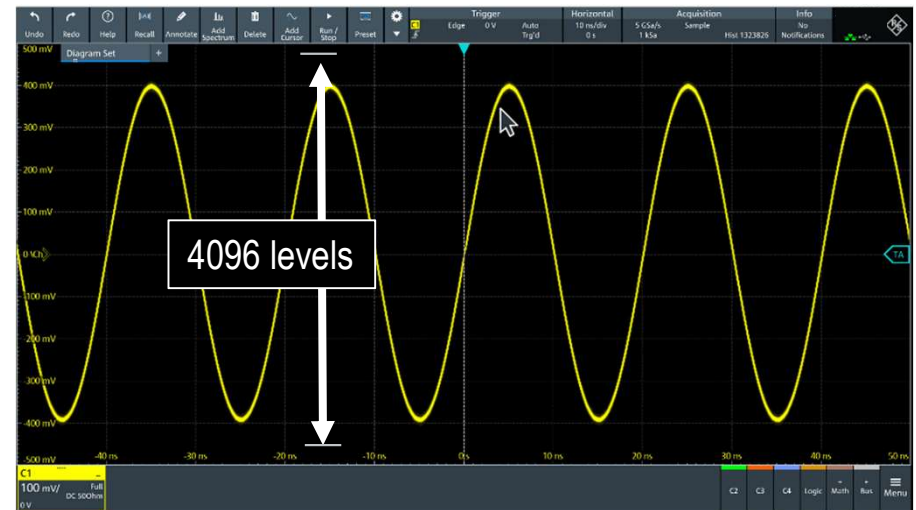 Undo Redo Help Recall Annotate Add Spectrum Delete Add Cursor Run / Stop Preset
C1
Trigger
Edge 0 V Auto
Trg'd
Horizontal
10 ns/div
0 s
Acquisition
5 GSa/s Sample
1 kSa Hist 1323826
Info
No
Notifications
500 mV
Diagram Set +
400 mV
300 mV
200 mV
100 mV
4096 levels
0 V
TA
-100 mV
-200 mV
-300 mV
-400 mV
-500 mV
-40 ns -30 ns -20 ns -10 ns 0 s 10 ns 20 ns 30 ns 40 ns 50 ns
C1
100 mV/ Full
DC 50Ohm
0 V
C2 C3 C4 Logic Math Bus Menu